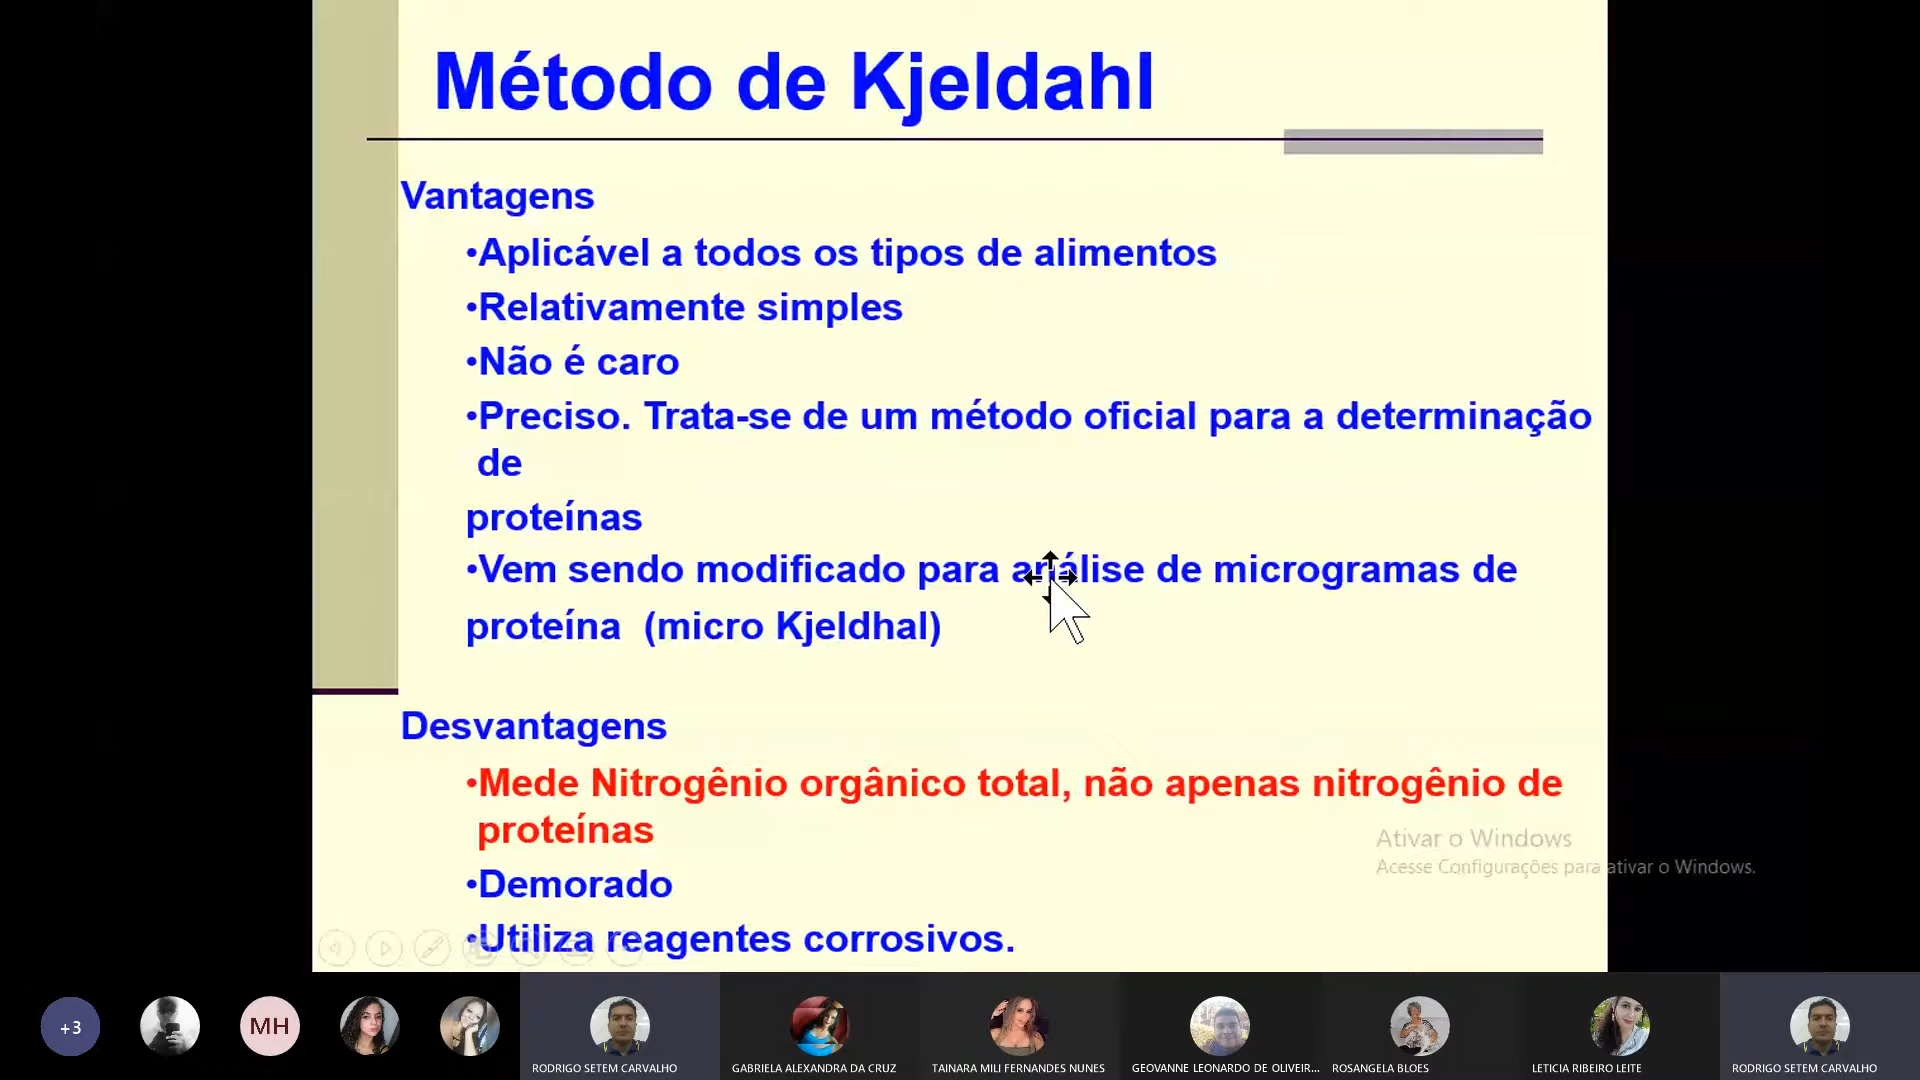 Método de Kjeldahl
Vantagens
•Aplicável a todos os tipos de alimentos
•Relativamente simples
•Não é caro
•Preciso. Trata-se de um método oficial para a determinação
de
proteínas
•Vem sendo modificado para análise de microgramas de
proteína (micro Kjeldhal)
Desvantagens
•Mede Nitrogênio orgânico total, não apenas nitrogênio de
proteínas
•Demorado
•Utiliza reagentes corrosivos.
Ativar o Windows
Acesse Configurações para ativar o Windows.
+3
MH
RODRIGO SETEM CARVALHO
GABRIELA ALEXANDRA DA CRUZ
TAINARA MILI FERNANDES NUNES
GEOVANNE LEONARDO DE OLIVEIR...
ROSANGELA BLOES
LETICIA RIBEIRO LEITE
RODRIGO SETEM CARVALHO